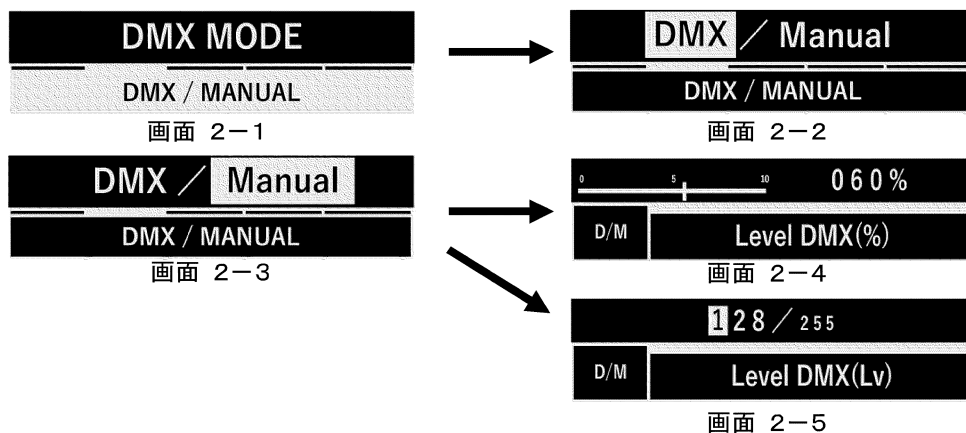 DMX MODE
DMX / MANUAL
画面 2－1
DMX / Manual
DMX / MANUAL
画面 2－2
DMX / Manual
DMX / MANUAL
画面 2－3
0 5 10 060%
D/M Level DMX(%)
画面 2－4
128/255
D/M Level DMX(Lv)
画面 2－5